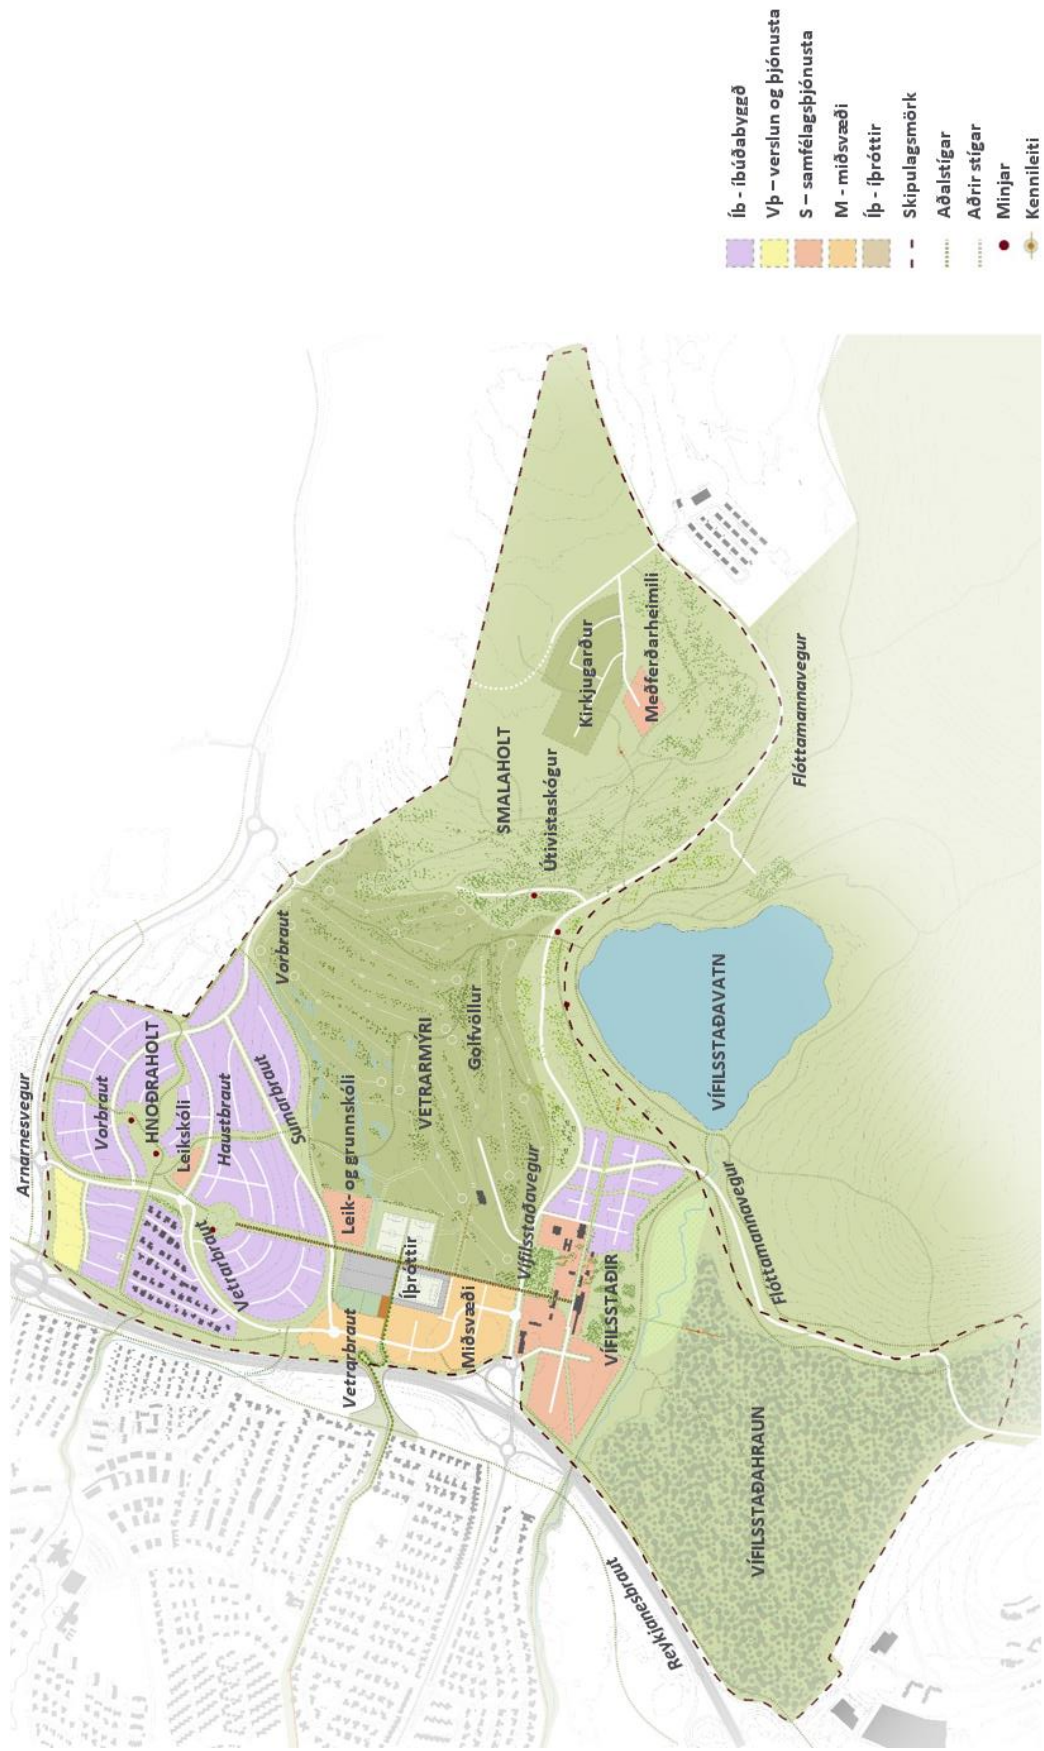 Arnarnesvegur
Vorbraut
HNOÐRAHOLT
Leikskóli
Haustbraut
Sumarbraut
Vetrarbraut
Vorbraut
Leik- og grunnskóli
Íþróttir
Vetrarbraut
VETRARMÝRI
Golfvöllur
Miðsvæði
SMALAHOLT
Útivistaskógur
Kirkjugarður
Meðferðarheimili
Vífilsstaðavegur
VÍFILSSTAÐIR
VÍFILSSTAÐAVATN
Flóttamannavegur
Flóttamannavegur
Reykjanesbraut
VÍFILSSTAÐAHRAUN
Íb - íbúðabyggð
Vþ – verslun og þjónusta
S – samfélagsþjónusta
M - miðsvæði
Íþ - íþróttir
Skipulagsmörk
Aðalstígar
Aðrir stígar
Minjar
Kennileiti